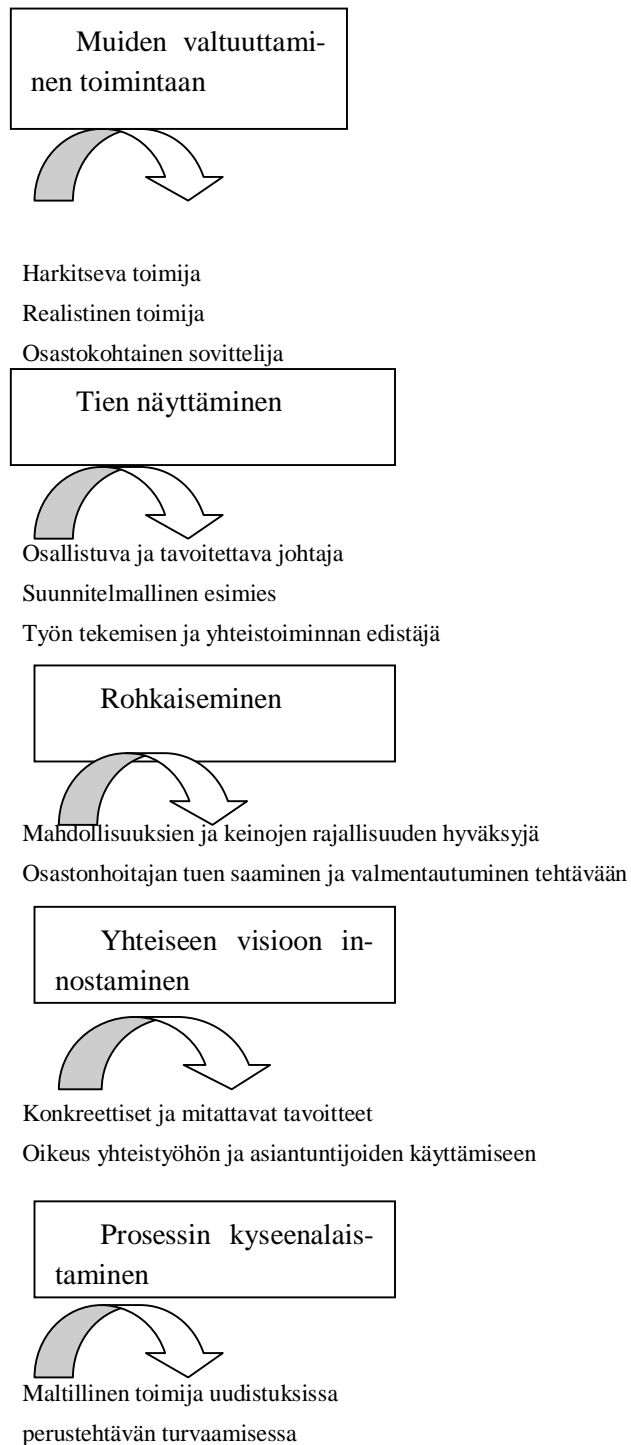 Muiden valtuuttami-
nen toimintaan
Harkitseva toimija
Realistinen toimija
Osastokohtainen sovittelija
Tien näyttäminen
Osallistuva ja tavoitettava johtaja
Suunnitelmallinen esimies
Työn tekemisen ja yhteistoiminnan edistäjä
Rohkaiseminen
Mahdollisuuksien ja keinojen rajallisuuden hyväksyjä
Osastonhoitajan tuen saaminen ja valmentautuminen tehtävään
Yhteiseen visioon in-
nostaminen
Konkreettiset ja mitattavat tavoitteet
Oikeus yhteistyöhön ja asiantuntijoiden käyttämiseen
Prosessin kyseenalais-
taminen
Maltillinen toimija uudistuksissa
perustehtävän turvaamisessa